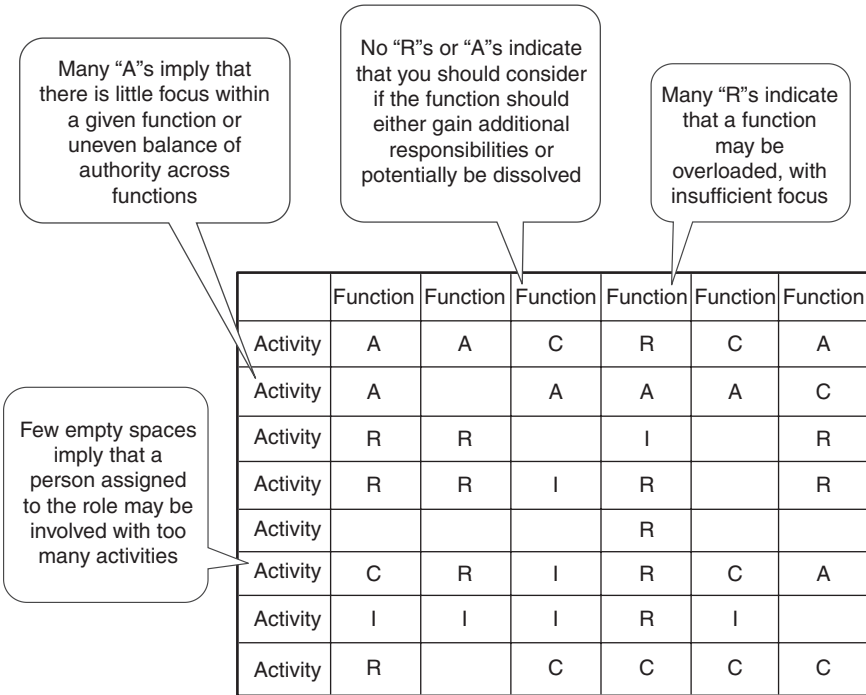 Many “A”s imply that
there is little focus within
a given function or
uneven balance of
authority across
functions
No “R”s or “A”s indicate
that you should consider
if the function should
either gain additional
responsibilities or
potentially be dissolved
Many “R”s indicate
that a function
may be
overloaded, with
insufficient focus
Few empty spaces
imply that a
person assigned
to the role may be
involved with too
many activities
Function Function Function Function Function Function
Activity A A C R C A
Activity A A A A C
Activity R R I R
Activity R R I R R
Activity R
Activity C R I R C A
Activity I I I R I
Activity R C C C C